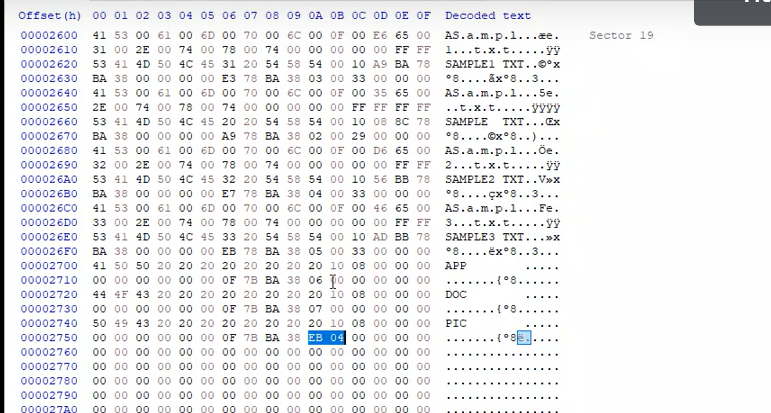 Offset(h) 00 01 02 03 04 05 06 07 08 09 0A 0B 0C 0D 0E 0F Decoded text
00002600 41 53 00 61 00 6D 00 70 00 6C 00 0F 00 E6 65 00 AS.a.m.p.l...æe. Sector 19
00002610 31 00 2E 00 74 00 78 00 74 00 00 00 00 00 FF FF 1...t.x.t.....ÿÿ
00002620 53 41 4D 50 4C 45 31 20 54 58 54 00 10 A9 BA 78 SAMPLE1 TXT..©ºx
00002630 BA 38 00 00 00 00 E3 78 BA 38 03 00 33 00 00 00 º8....ãxº8..3...
00002640 41 53 00 61 00 6D 00 70 00 6C 00 0F 00 35 65 00 AS.a.m.p.l...5e.
00002650 2E 00 74 00 78 00 74 00 00 00 00 00 FF FF FF FF ..t.x.t.....ÿÿÿÿ
00002660 53 41 4D 50 4C 45 20 20 54 58 54 00 10 08 8C 78 SAMPLE  TXT...Œx
00002670 BA 38 00 00 00 00 A9 78 BA 38 02 00 29 00 00 00 º8....©xº8..)...
00002680 41 53 00 61 00 6D 00 70 00 6C 00 0F 00 D6 65 00 AS.a.m.p.l...Öe.
00002690 32 00 2E 00 74 00 78 00 74 00 00 00 00 00 FF FF 2...t.x.t.....ÿÿ
000026A0 53 41 4D 50 4C 45 32 20 54 58 54 00 10 56 BB 78 SAMPLE2 TXT..V»x
000026B0 BA 38 00 00 00 00 E7 78 BA 38 04 00 33 00 00 00 º8....çxº8..3...
000026C0 41 53 00 61 00 6D 00 70 00 6C 00 0F 00 46 65 00 AS.a.m.p.l...Fe.
000026D0 33 00 2E 00 74 00 78 00 74 00 00 00 00 00 FF FF 3...t.x.t.....ÿÿ
000026E0 53 41 4D 50 4C 45 33 20 54 58 54 00 10 AD BB 78 SAMPLE3 TXT...»x
000026F0 BA 38 00 00 00 00 EB 78 BA 38 05 00 33 00 00 00 º8....ëxº8..3...
00002700 41 50 50 20 20 20 20 20 20 20 20 10 08 00 00 00 APP        .....
00002710 00 00 00 00 00 00 0F 7B BA 38 06 00 00 00 00 00 .......{º8......
00002720 44 4F 43 20 20 20 20 20 20 20 20 10 08 00 00 00 DOC        .....
00002730 00 00 00 00 00 00 0F 7B BA 38 07 00 00 00 00 00 .......{º8......
00002740 50 49 43 20 20 20 20 20 20 20 20 10 08 00 00 00 PIC        .....
00002750 00 00 00 00 00 00 0F 7B BA 38 EB 04 00 00 00 00 .......{º8ë.....
00002760 00 00 00 00 00 00 00 00 00 00 00 00 00 00 00 00 ................
00002770 00 00 00 00 00 00 00 00 00 00 00 00 00 00 00 00 ................
00002780 00 00 00 00 00 00 00 00 00 00 00 00 00 00 00 00 ................
00002790 00 00 00 00 00 00 00 00 00 00 00 00 00 00 00 00 ................
000027A0 00 00 00 00 00 00 00 00 00 00 00 00 00 00 00 00 ................